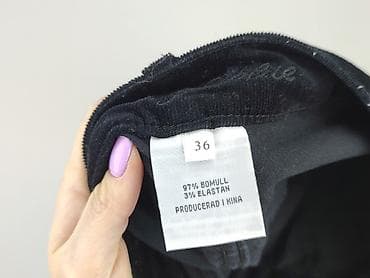 36
97% BOMULL
3% ELASTAN
PRODUCERAD I KINA